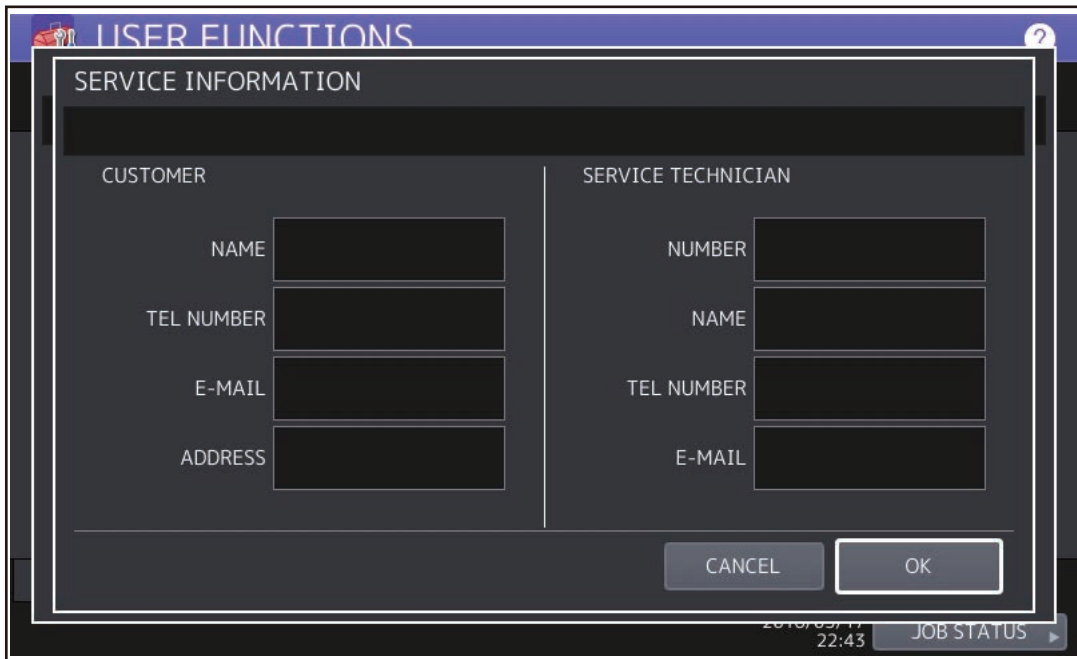 USER FUNCTIONS
?
SERVICE INFORMATION
CUSTOMER
NAME
TEL NUMBER
E-MAIL
ADDRESS
SERVICE TECHNICIAN
NUMBER
NAME
TEL NUMBER
E-MAIL
CANCEL
OK
22:43
JOB STATUS